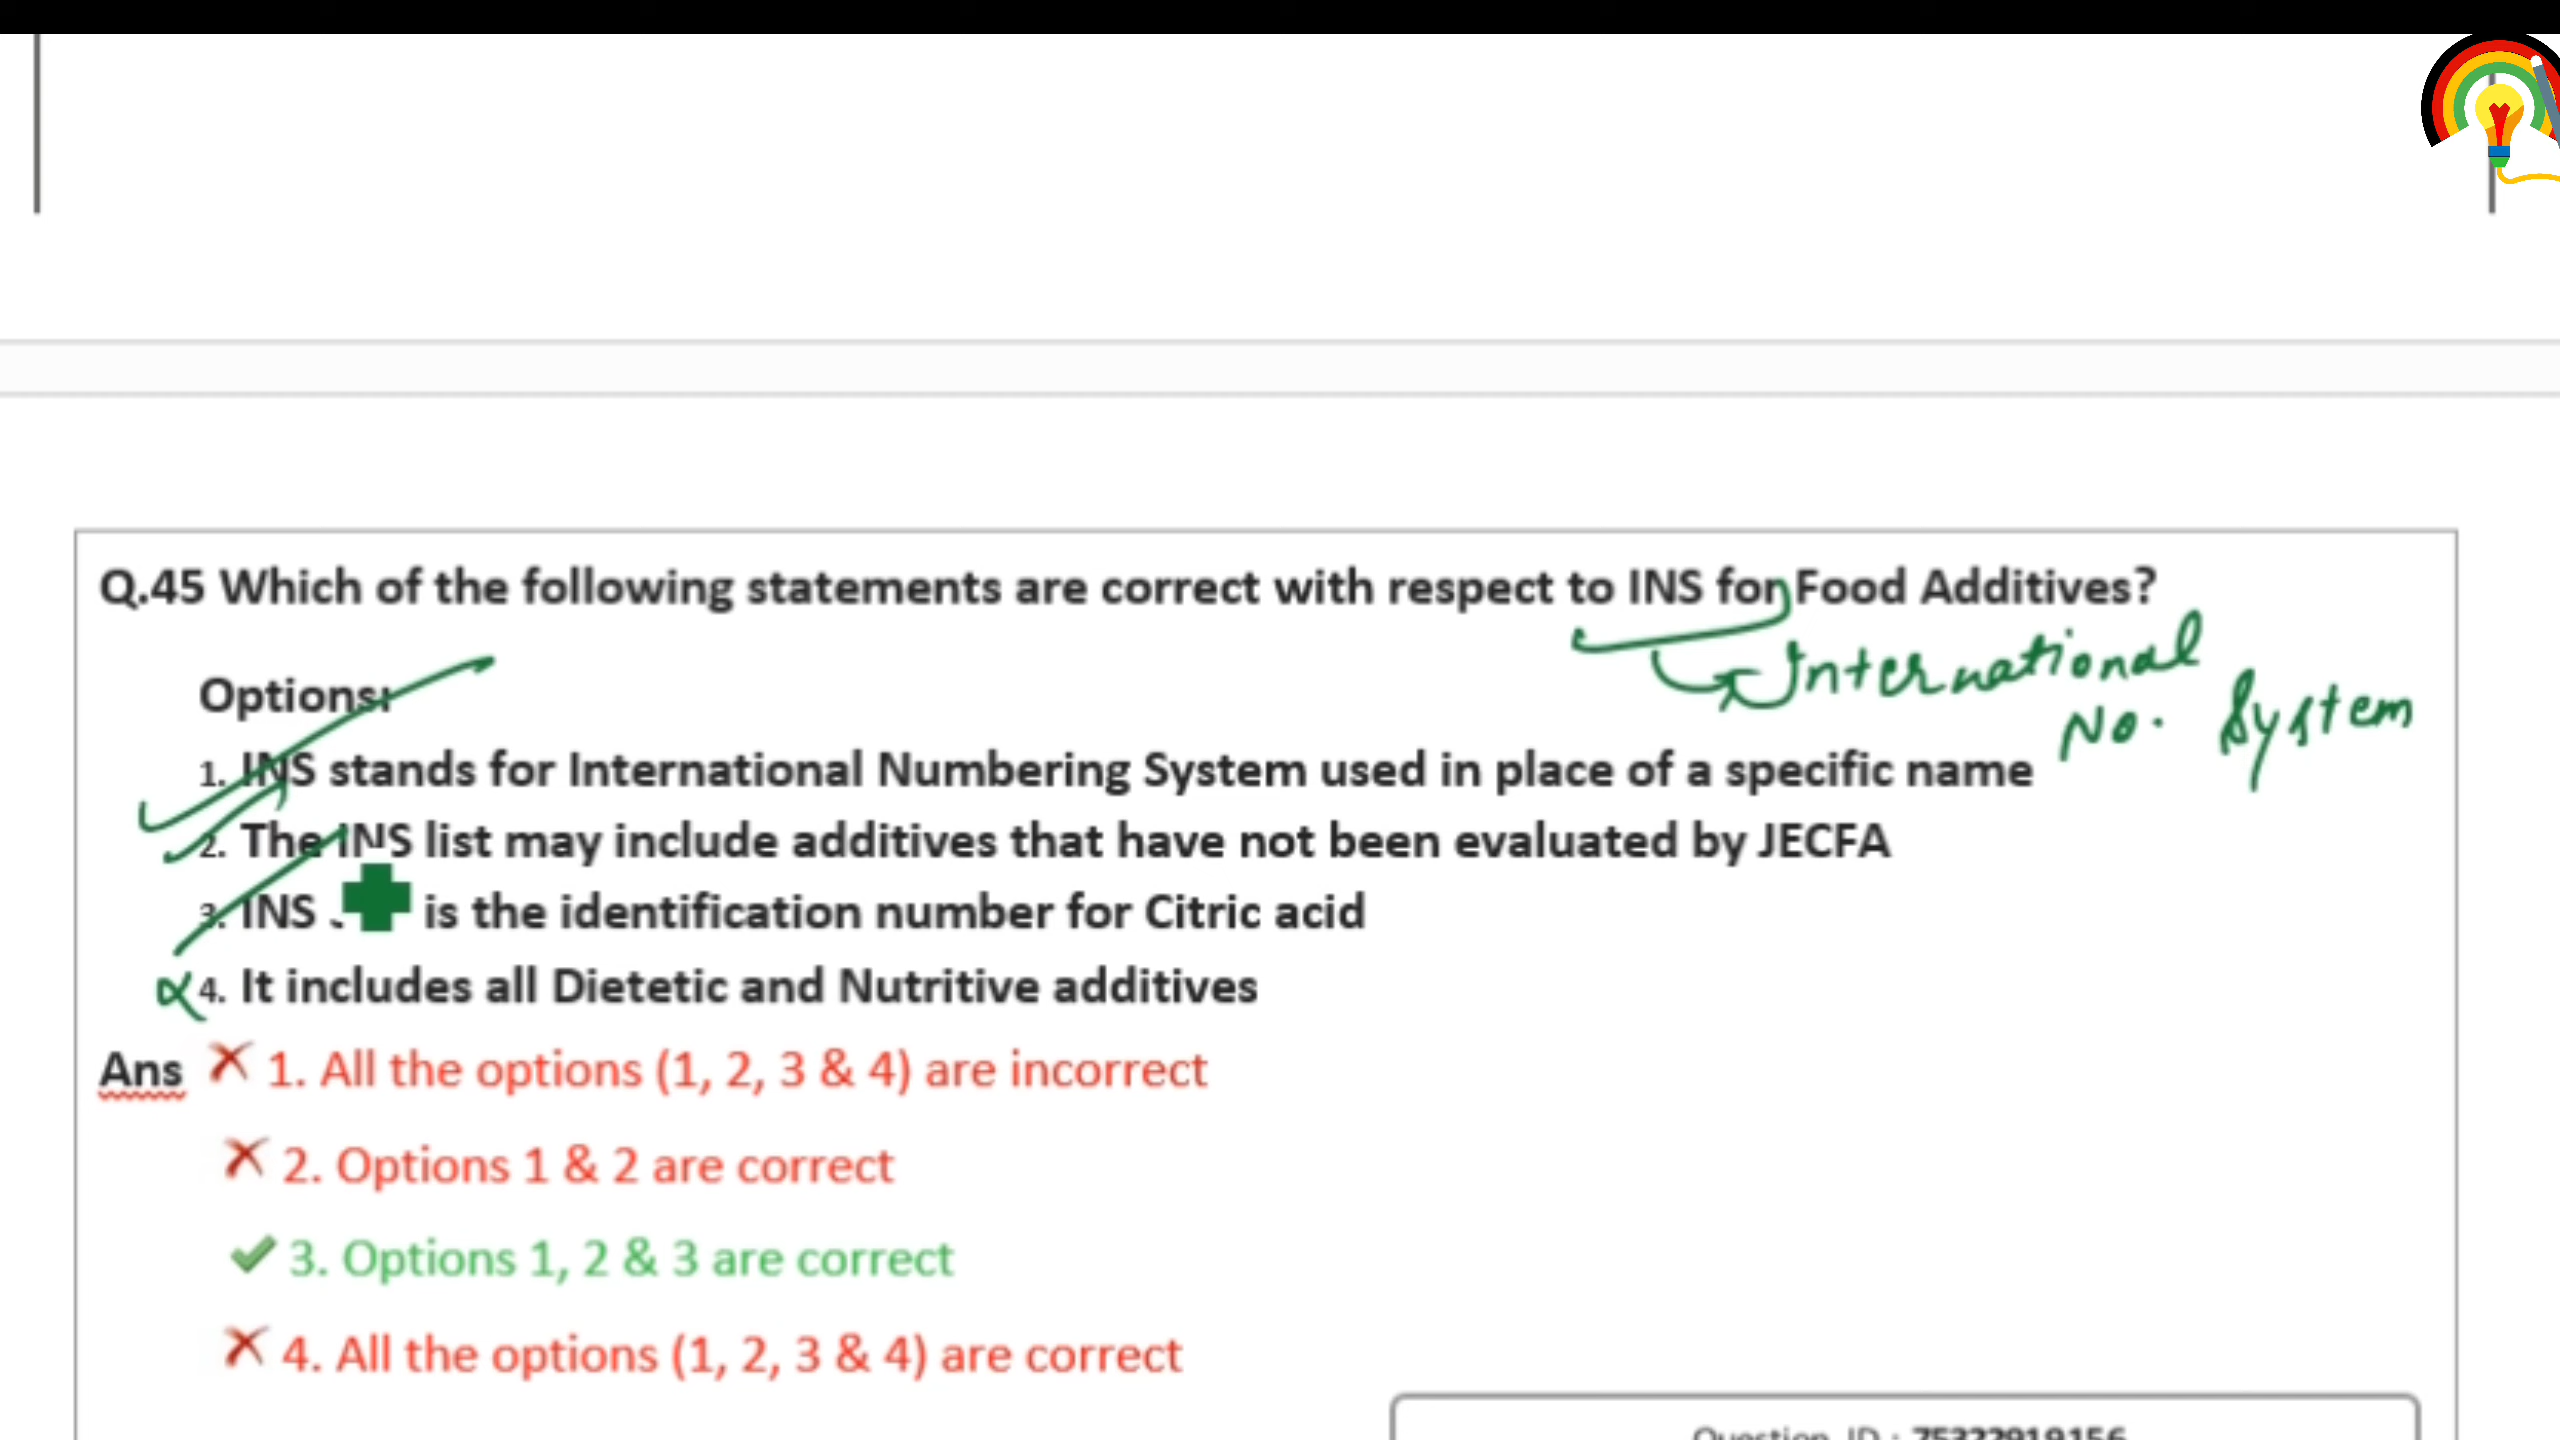 Q.45 Which of the following statements are correct with respect to INS for Food Additives?
International
No. System
Options:
1. INS stands for International Numbering System used in place of a specific name
2. The INS list may include additives that have not been evaluated by JECFA
3. INS is the identification number for Citric acid
4. It includes all Dietetic and Nutritive additives
Ans 1. All the options (1, 2, 3 & 4) are incorrect
2. Options 1 & 2 are correct
3. Options 1, 2 & 3 are correct
4. All the options (1, 2, 3 & 4) are correct
Question ID : 75322919156